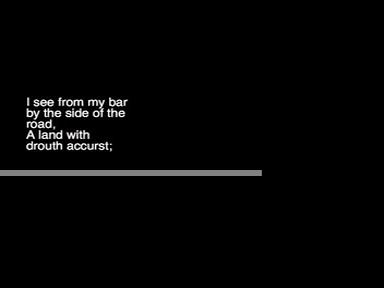 I see from my bar
by the side of the
road,
A land with
drouth accurst;